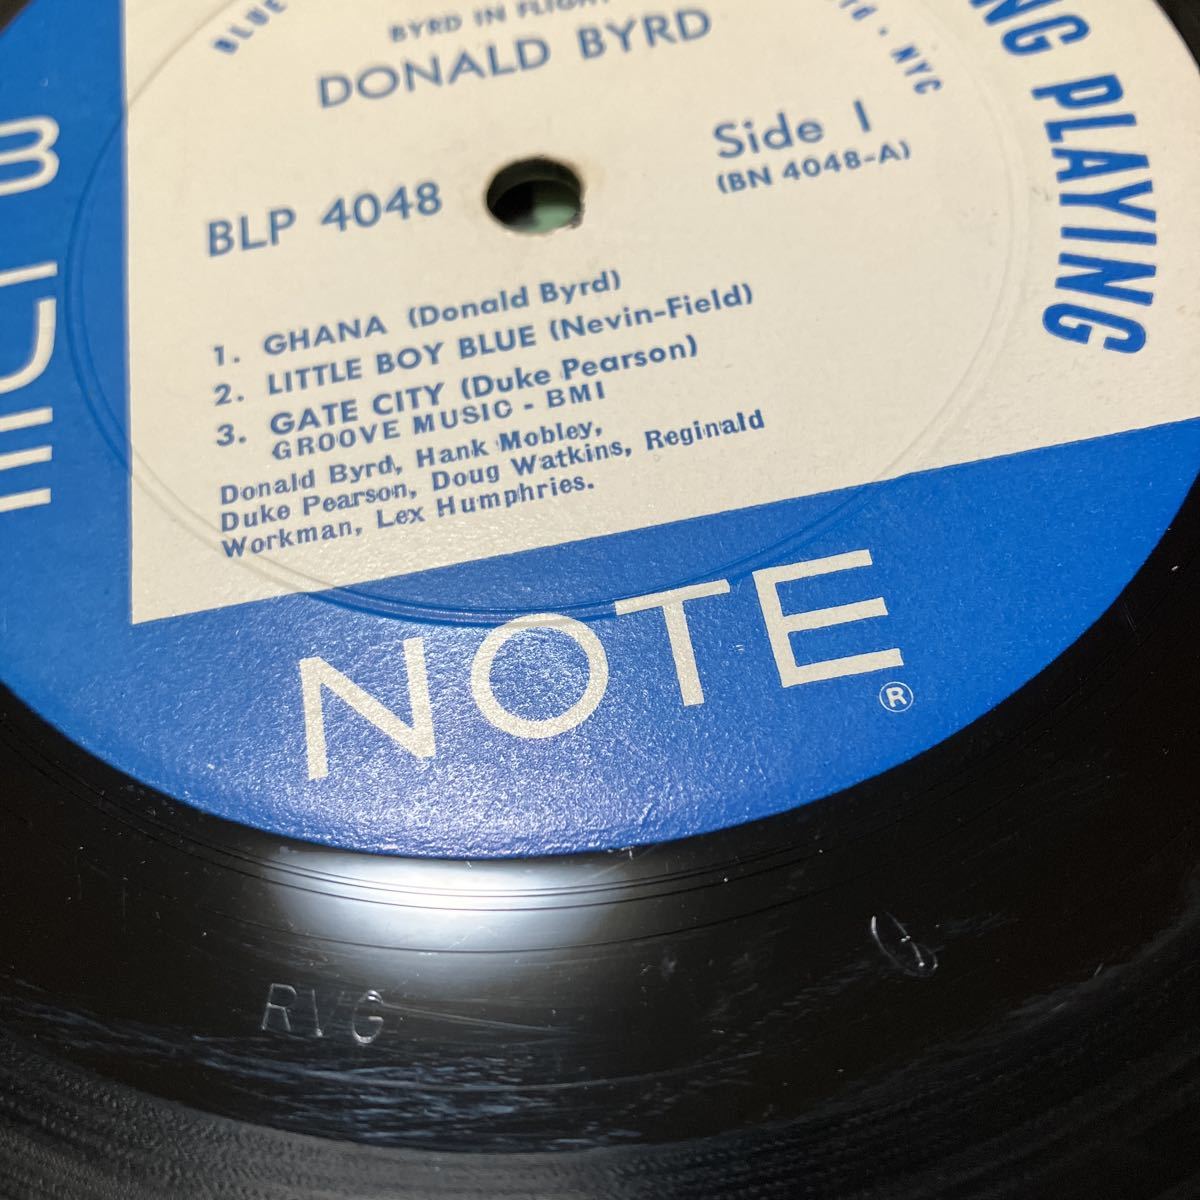 BYRD IN FLIGHT
DONALD BYRD
NYC
Side 1
(BN 4048-A)
BLP 4048
PLAYING
1. GHANA (Donald Byrd)
2. LITTLE BOY BLUE (Nevin-Field)
3. GATE CITY (Duke Pearson)
GROOVE MUSIC - BMI
Donald Byrd, Hank Mobley,
Duke Pearson, Doug Watkins, Reginald
Workman, Lex Humphries.
NOTE
®
RVG